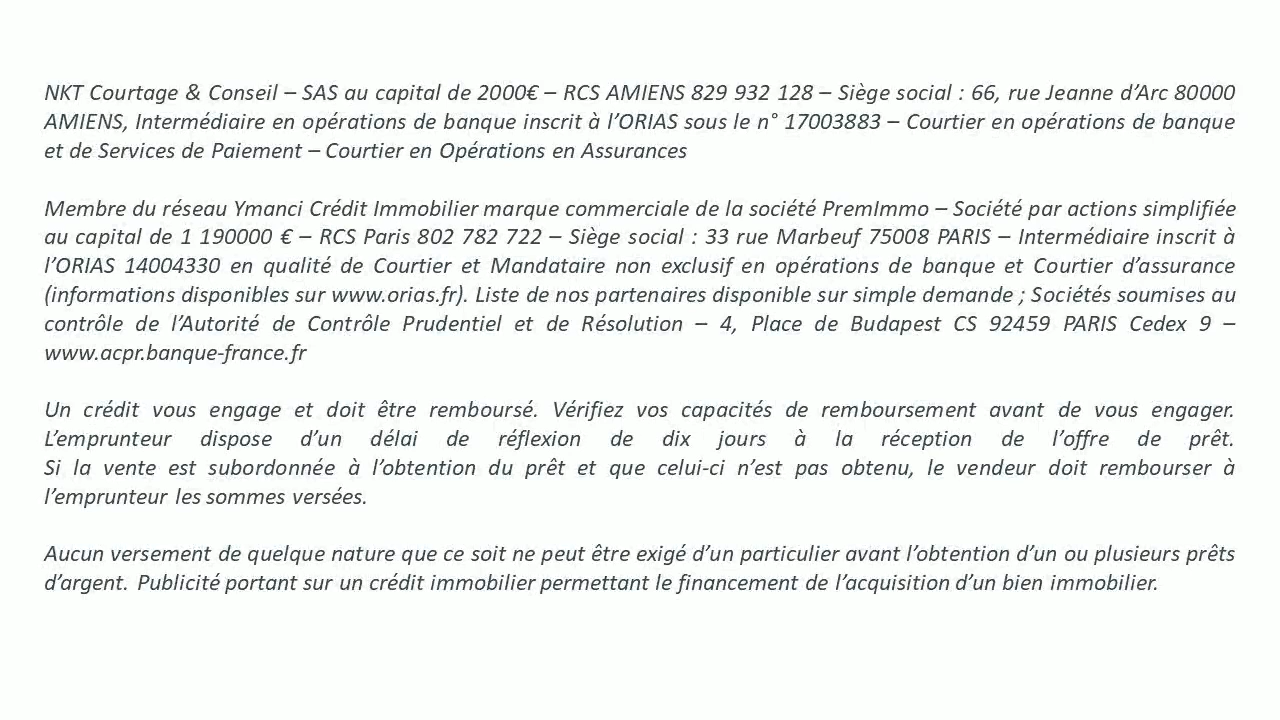 NKT Courtage & Conseil – SAS au capital de 2000€ – RCS AMIENS 829 932 128 – Siège social : 66, rue Jeanne d’Arc 80000
AMIENS, Intermédiaire en opérations de banque inscrit à l’ORIAS sous le n° 17003883 – Courtier en opérations de banque
et de Services de Paiement – Courtier en Opérations en Assurances
Membre du réseau Ymanci Crédit Immobilier marque commerciale de la société PremImmo – Société par actions simplifiée
au capital de 1 190000 € – RCS Paris 802 782 722 – Siège social : 33 rue Marbeuf 75008 PARIS – Intermédiaire inscrit à
l’ORIAS 14004330 en qualité de Courtier et Mandataire non exclusif en opérations de banque et Courtier d’assurance
(informations disponibles sur www.orias.fr). Liste de nos partenaires disponible sur simple demande ; Sociétés soumises au
contrôle de l’Autorité de Contrôle Prudentiel et de Résolution – 4, Place de Budapest CS 92459 PARIS Cedex 9 –
www.acpr.banque-france.fr
Un crédit vous engage et doit être remboursé. Vérifiez vos capacités de remboursement avant de vous engager.
L’emprunteur dispose d’un délai de réflexion de dix jours à la réception de l’offre de prêt.
Si la vente est subordonnée à l’obtention du prêt et que celui-ci n’est pas obtenu, le vendeur doit rembourser à
l’emprunteur les sommes versées.
Aucun versement de quelque nature que ce soit ne peut être exigé d’un particulier avant l’obtention d’un ou plusieurs prêts
d’argent. Publicité portant sur un crédit immobilier permettant le financement de l’acquisition d’un bien immobilier.